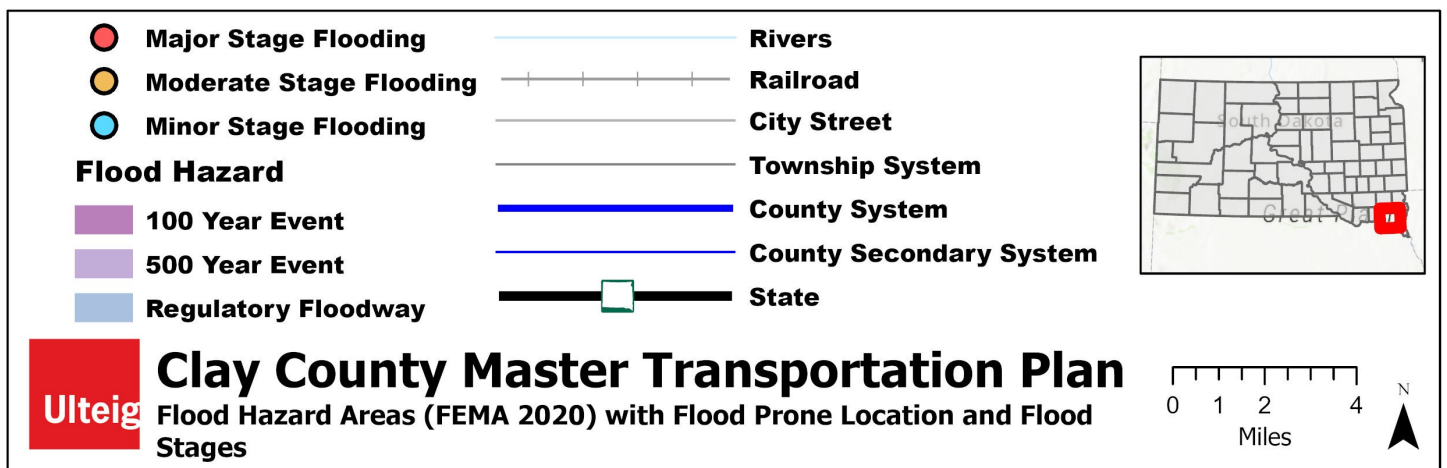 Major Stage Flooding
Moderate Stage Flooding
Minor Stage Flooding
Flood Hazard
100 Year Event
500 Year Event
Regulatory Floodway
Rivers
Railroad
City Street
Township System
County System
County Secondary System
State
South Dakota
Great Pla
Ulteig
Clay County Master Transportation Plan
Flood Hazard Areas (FEMA 2020) with Flood Prone Location and Flood
Stages
0 1 2 4
Miles
N